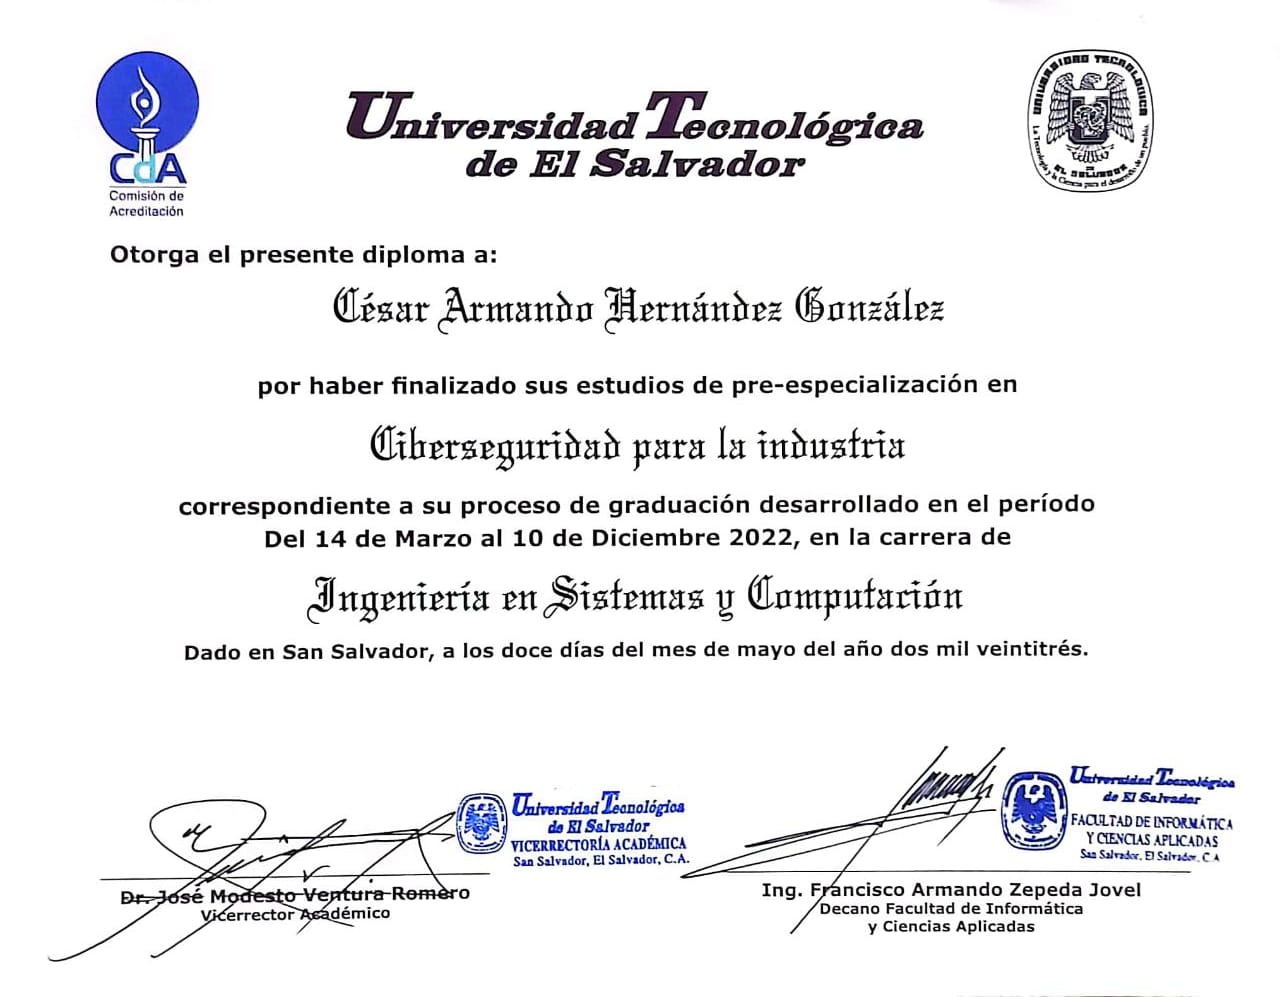 CdA
Comisión de
Acreditación
Universidad Tecnológica
de El Salvador
UNIVERSIDAD TECNOLOGICA
DE
EL SALVADOR
La Tecnología y la Ciencia para el desarrollo de un pueblo.
Otorga el presente diploma a:
César Armando Hernández González
por haber finalizado sus estudios de pre-especialización en
Ciberseguridad para la industria
correspondiente a su proceso de graduación desarrollado en el período
Del 14 de Marzo al 10 de Diciembre 2022, en la carrera de
Ingeniería en Sistemas y Computación
Dado en San Salvador, a los doce días del mes de mayo del año dos mil veintitrés.
Universidad Tecnológica
de El Salvador
VICERRECTORÍA ACADÉMICA
San Salvador, El Salvador, C.A.
Dr. José Modesto Ventura Romero
Vicerrector Académico
Universidad Tecnológica
de El Salvador
FACULTAD DE INFORMÁTICA
Y CIENCIAS APLICADAS
San Salvador, El Salvador, C.A
Ing. Francisco Armando Zepeda Jovel
Decano Facultad de Informática
y Ciencias Aplicadas